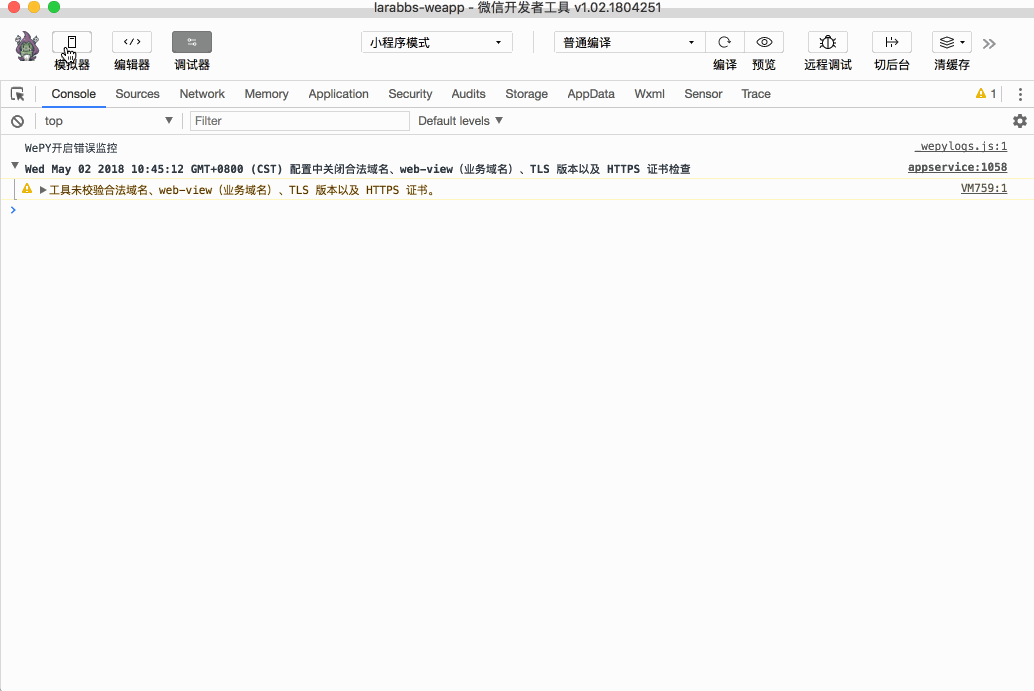 larabbs-weapp - 微信开发者工具 v1.02.1804251
小程序模式 普通编译
模拟器 编辑器 调试器 编译 预览 远程调试 切后台 清缓存
Console Sources Network Memory Application Security Audits Storage AppData Wxml Sensor Trace 1
top Filter Default levels
WePY开启错误监控 _wepylogs.js:1
Wed May 02 2018 10:45:12 GMT+0800 (CST) 配置中关闭合法域名、web-view（业务域名）、TLS 版本以及 HTTPS 证书检查 appservice:1058
工具未校验合法域名、web-view（业务域名）、TLS 版本以及 HTTPS 证书。 VM759:1